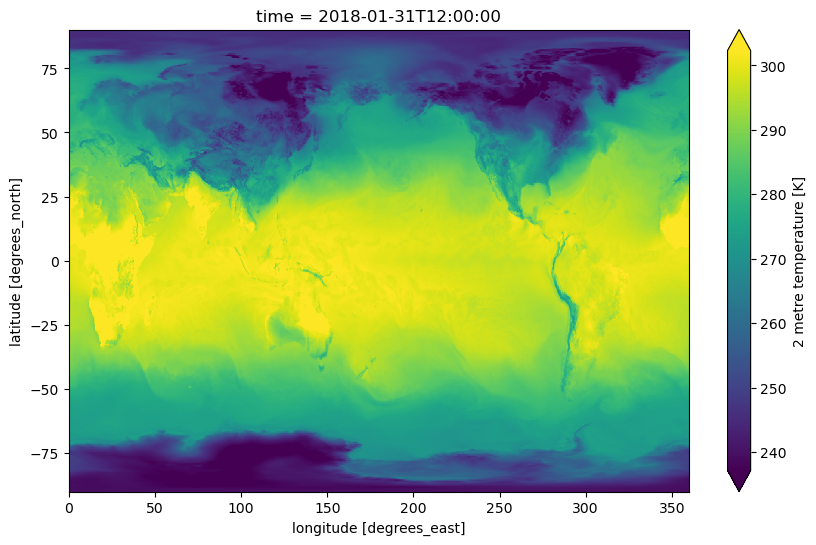 time = 2018-01-31T12:00:00
75
50
25
0
−25
−50
−75
latitude [degrees_north]
0 50 100 150 200 250 300 350
longitude [degrees_east]
300
290
280
270
260
250
240
2 metre temperature [K]